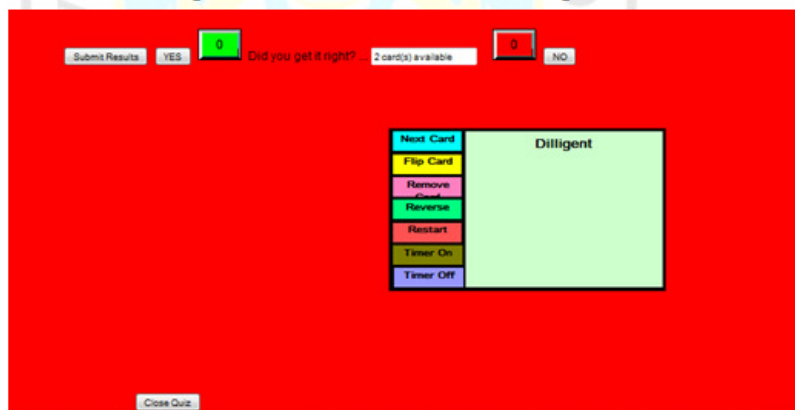 0 0
Submit Results YES Did you get it right? ... 2 card(s) available NO
Next Card Dilligent
Flip Card
Remove
Card
Reverse
Restart
Timer On
Timer Off
Close Quiz